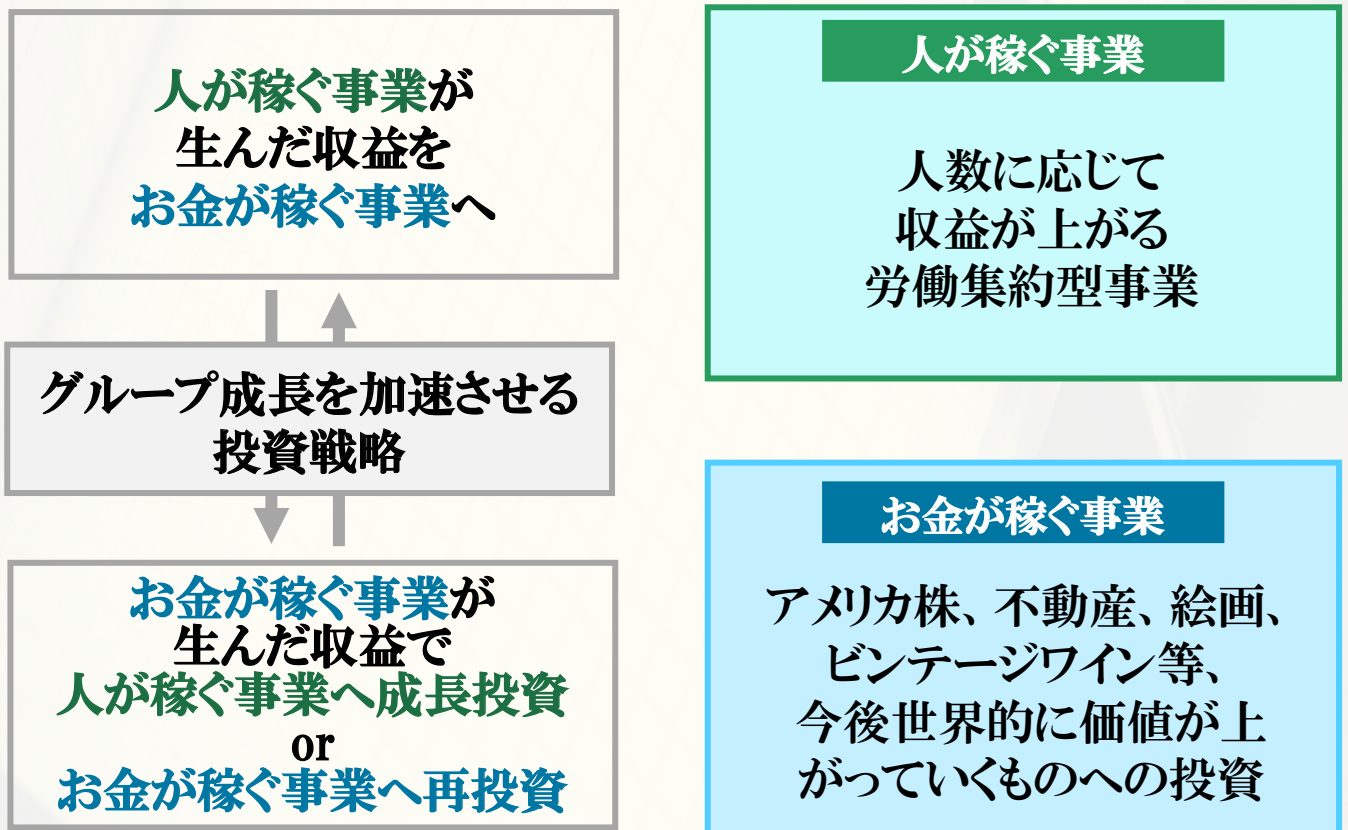 人が稼ぐ事業が
生んだ収益を
お金が稼ぐ事業へ
グループ成長を加速させる
投資戦略
お金が稼ぐ事業が
生んだ収益で
人が稼ぐ事業へ成長投資
or
お金が稼ぐ事業へ再投資
人が稼ぐ事業
人数に応じて
収益が上がる
労働集約型事業
お金が稼ぐ事業
アメリカ株、不動産、絵画、
ビンテージワイン等、
今後世界的に価値が上
がっていくものへの投資